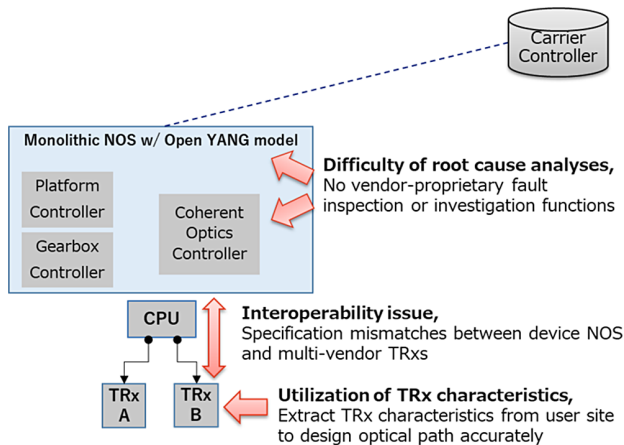 Carrier
Controller
Monolithic NOS w/ Open YANG model
Platform
Controller
Gearbox
Controller
Coherent
Optics
Controller
Difficulty of root cause analyses,
No vendor-proprietary fault
inspection or investigation functions
CPU
Interoperability issue,
Specification mismatches between device NOS
and multi-vendor TRxs
TRx
A
TRx
B
Utilization of TRx characteristics,
Extract TRx characteristics from user site
to design optical path accurately